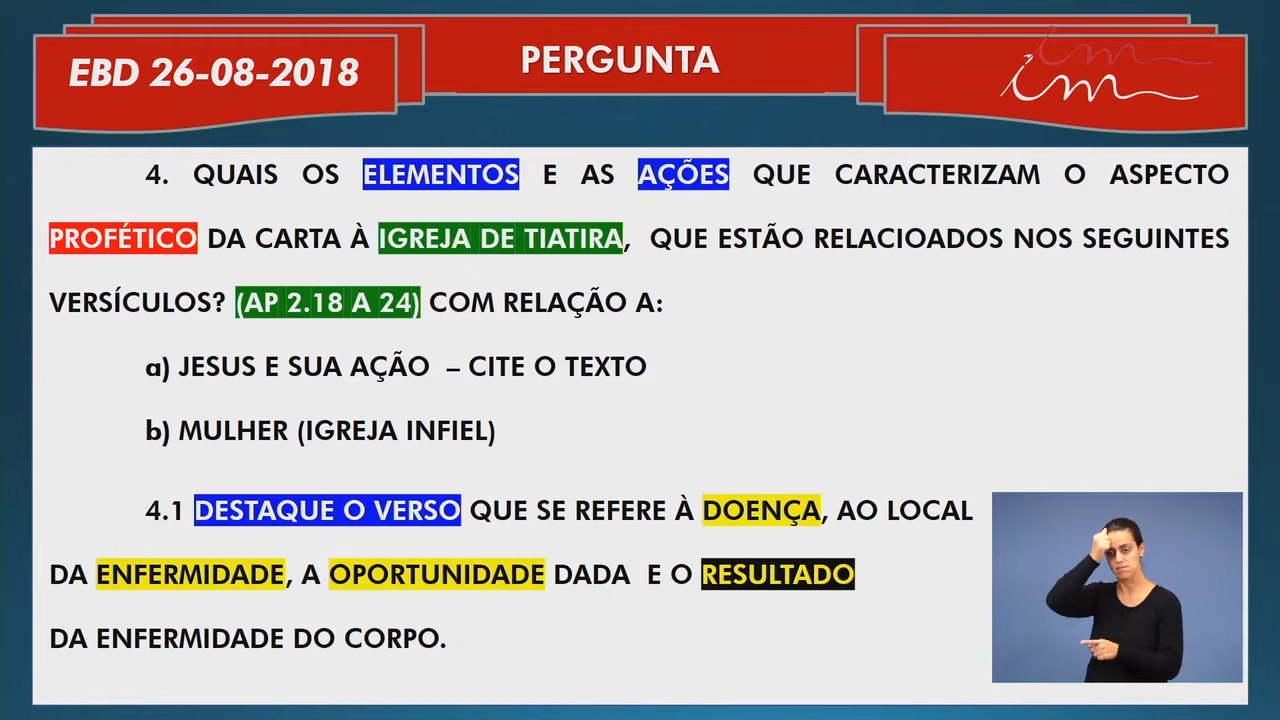 EBD 26-08-2018
PERGUNTA
im
4. QUAIS OS ELEMENTOS E AS AÇÕES QUE CARACTERIZAM O ASPECTO
PROFÉTICO DA CARTA À IGREJA DE TIATIRA, QUE ESTÃO RELACIOADOS NOS SEGUINTES
VERSÍCULOS? (AP 2.18 A 24) COM RELAÇÃO A:
a) JESUS E SUA AÇÃO – CITE O TEXTO
b) MULHER (IGREJA INFIEL)
4.1 DESTAQUE O VERSO QUE SE REFERE À DOENÇA, AO LOCAL
DA ENFERMIDADE, A OPORTUNIDADE DADA E O RESULTADO
DA ENFERMIDADE DO CORPO.